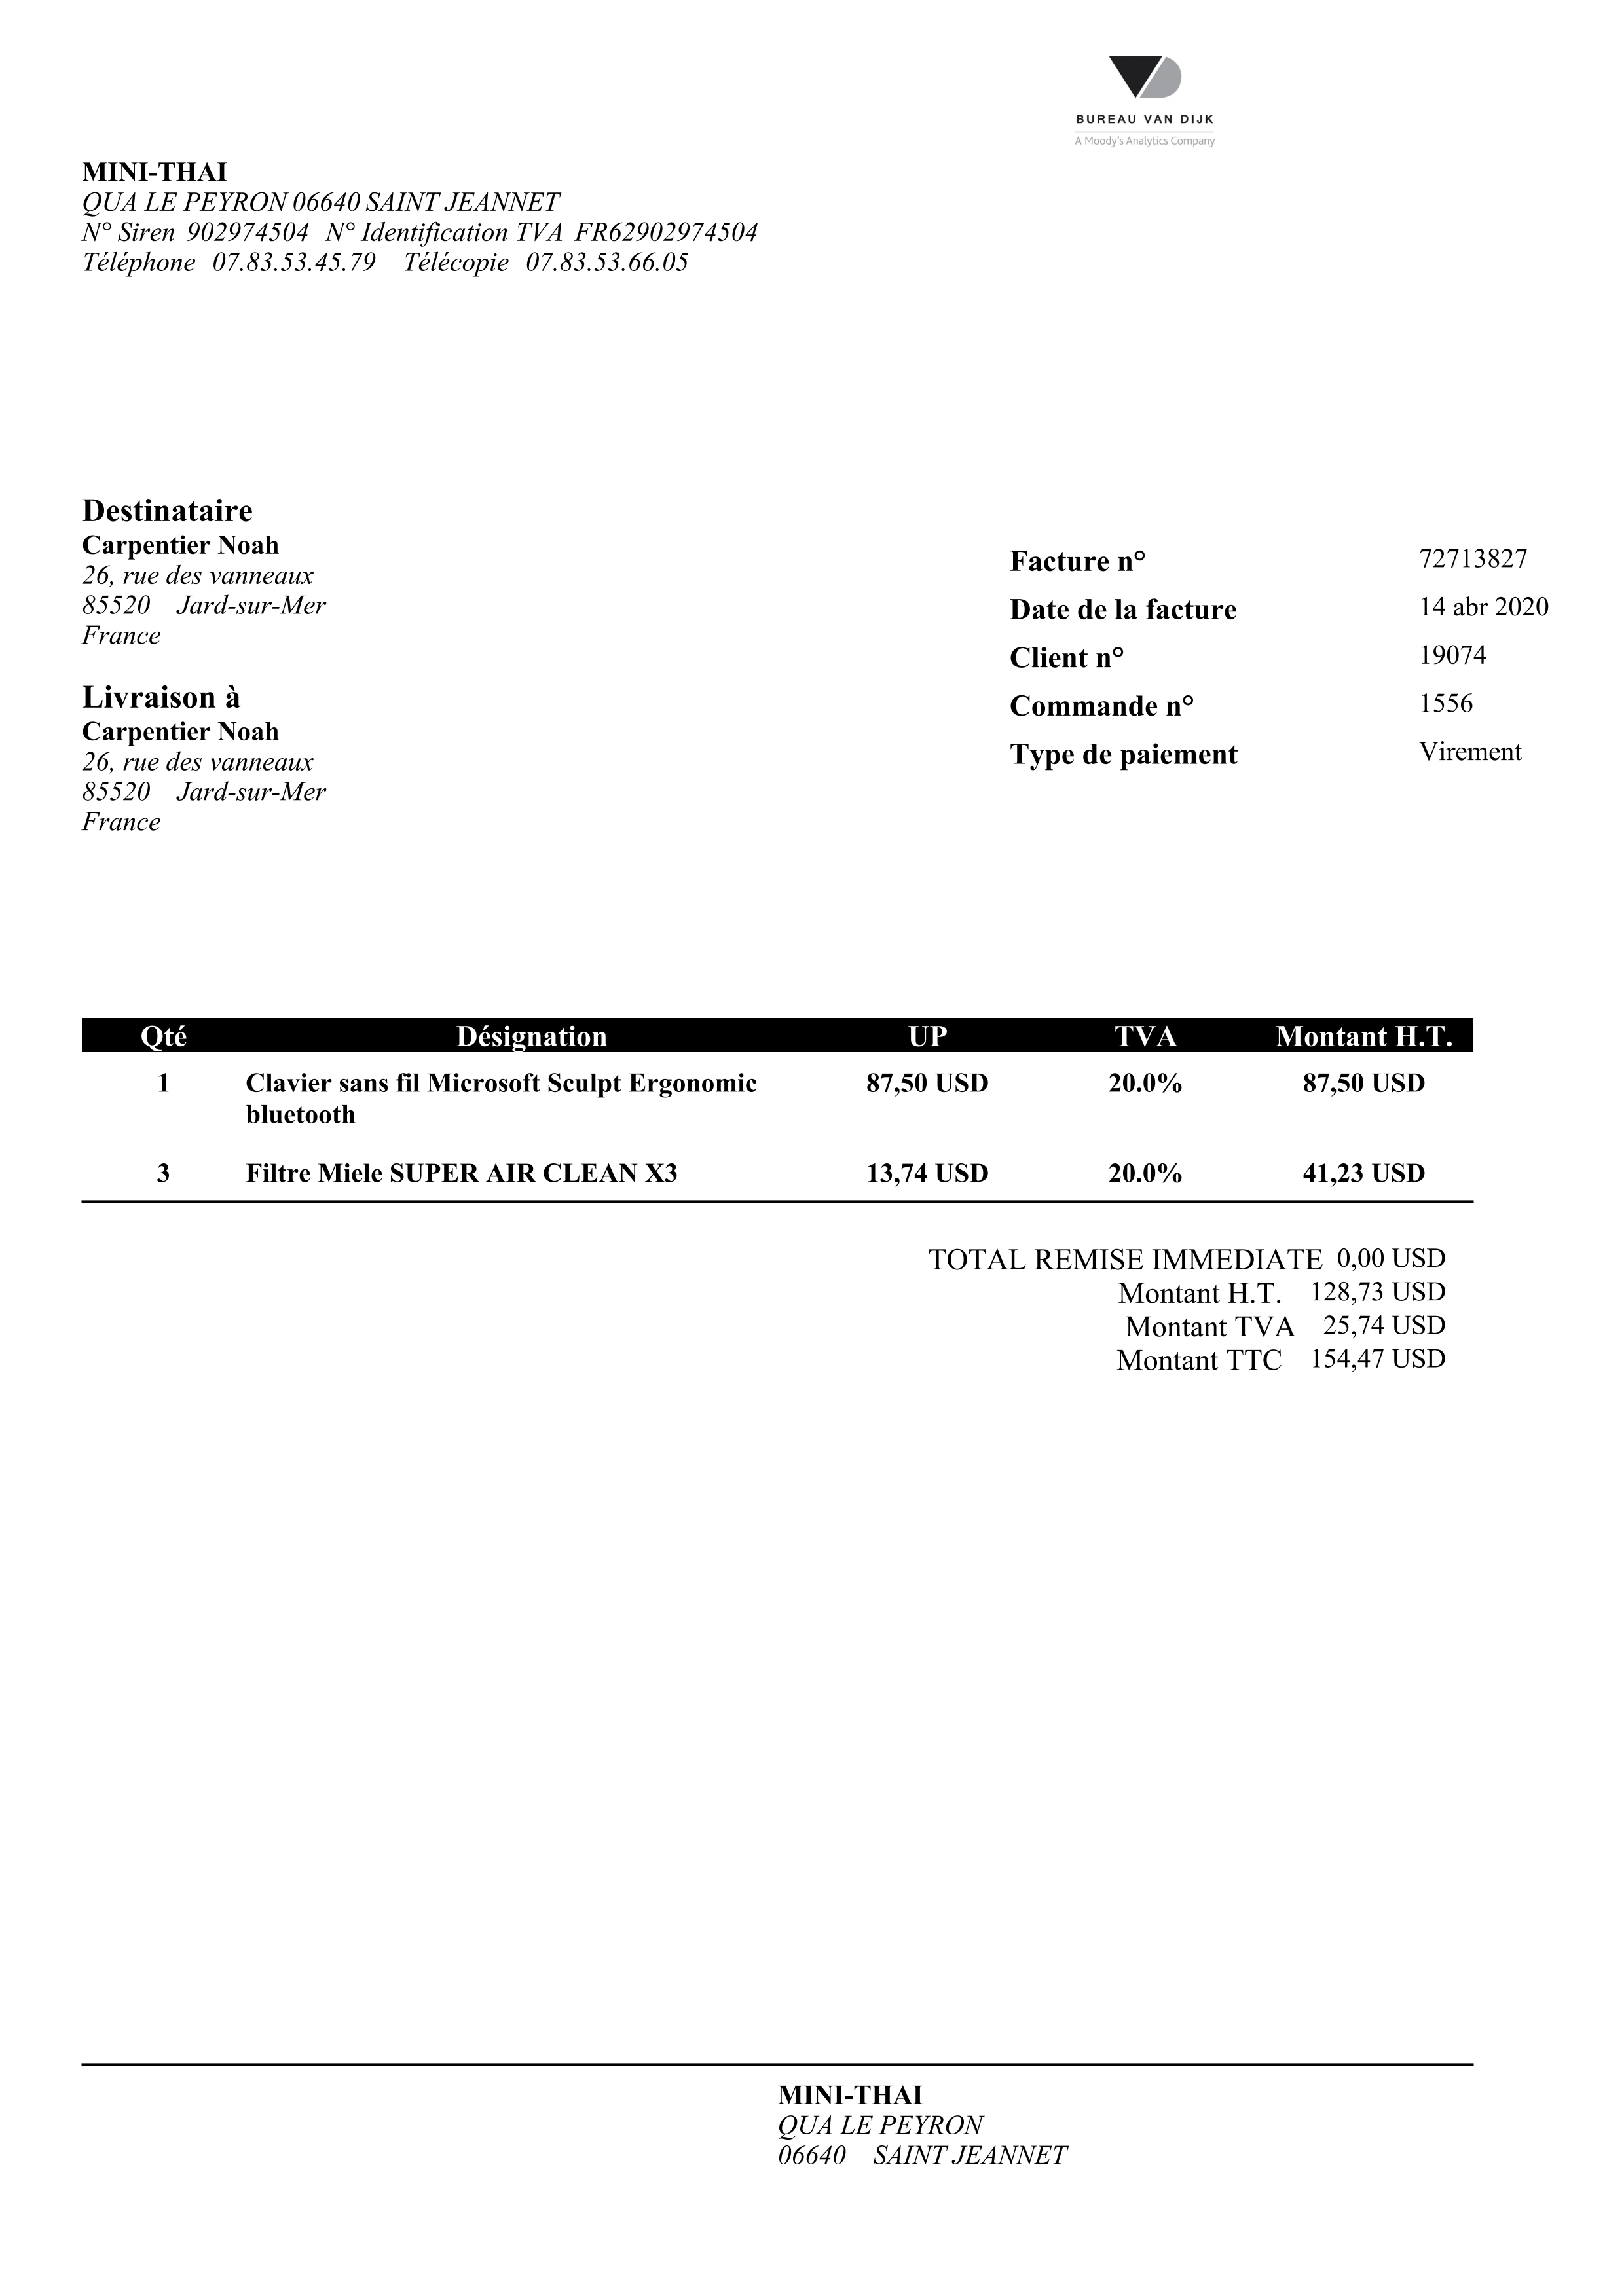 BUREAU VAN DIJK
A Moody's Analytics Company
MINI-THAI
QUA LE PEYRON 06640 SAINT JEANNET
N° Siren 902974504 N° Identification TVA FR62902974504
Téléphone 07.83.53.45.79 Télécopie 07.83.53.66.05
Destinataire
Carpentier Noah
26, rue des vanneaux
85520 Jard-sur-Mer
France
Livraison à
Carpentier Noah
26, rue des vanneaux
85520 Jard-sur-Mer
France
Facture n° 72713827
Date de la facture 14 abr 2020
Client n° 19074
Commande n° 1556
Type de paiement Virement
Qté Désignation UP TVA Montant H.T.
1 Clavier sans fil Microsoft Sculpt Ergonomic 87,50 USD 20.0% 87,50 USD
bluetooth
3 Filtre Miele SUPER AIR CLEAN X3 13,74 USD 20.0% 41,23 USD
TOTAL REMISE IMMEDIATE 0,00 USD
Montant H.T. 128,73 USD
Montant TVA 25,74 USD
Montant TTC 154,47 USD
MINI-THAI
QUA LE PEYRON
06640 SAINT JEANNET